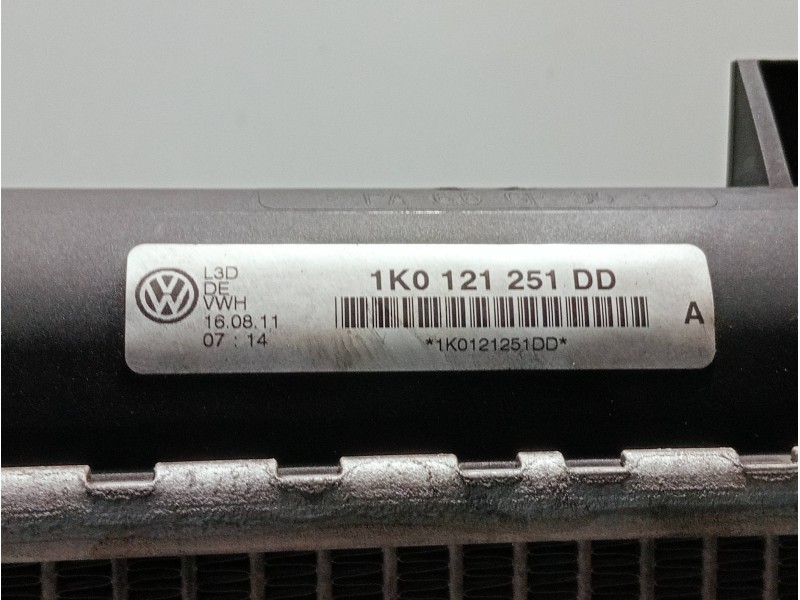 L3D
DE
VWH
16.08.11
07 : 14
1K0 121 251 DD
*1K0121251DD*
A